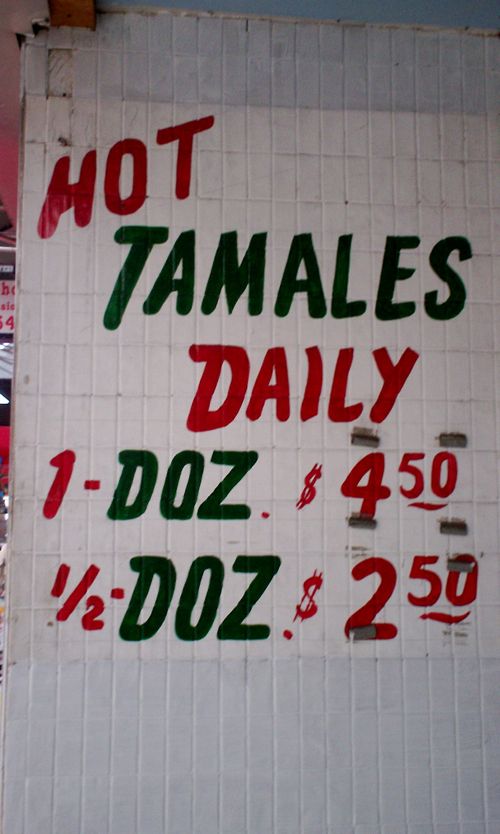 HOT
TAMALES
DAILY
1-DOZ. $ 4 50
1/2-DOZ. $ 2 50